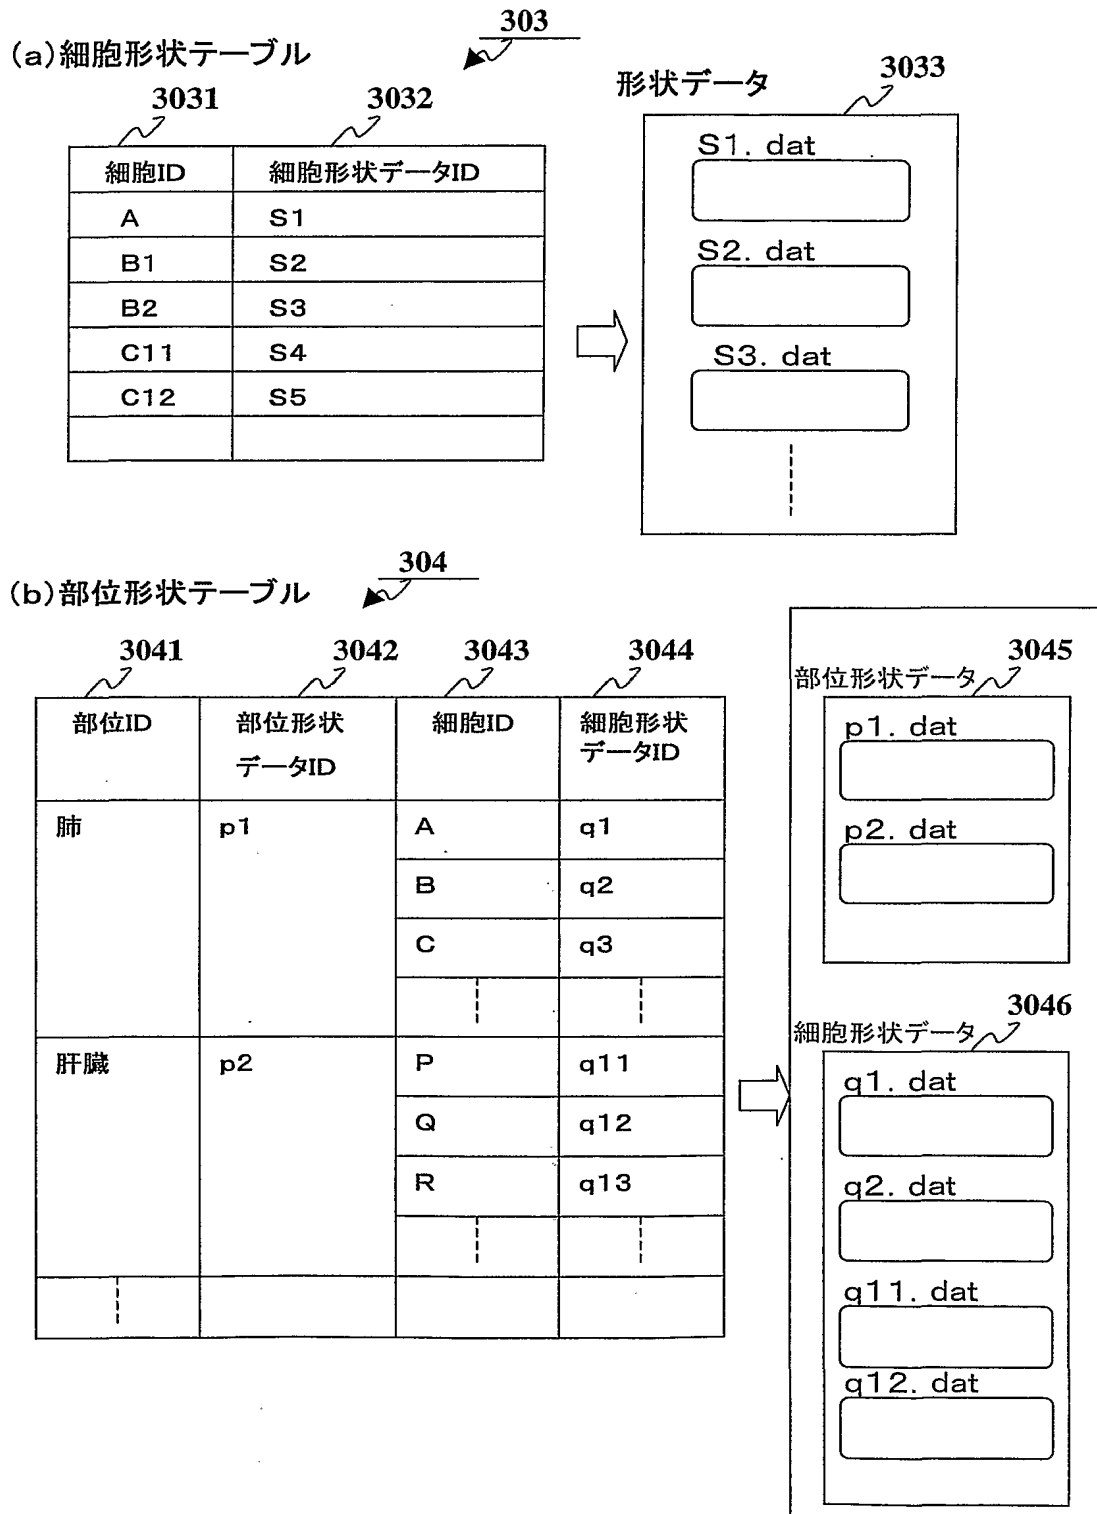 303
(a)細胞形状テーブル
3031 3032
細胞ID 細胞形状データID
A S1
B1 S2
B2 S3
C11 S4
C12 S5
形状データ 3033
S1. dat
S2. dat
S3. dat
304
(b)部位形状テーブル
3041 3042 3043 3044
部位ID 部位形状 細胞ID 細胞形状
データID データID
肺 p1 A q1
B q2
C q3
肝臓 p2 P q11
Q q12
R q13
3045
部位形状データ
p1. dat
p2. dat
3046
細胞形状データ
q1. dat
q2. dat
q11. dat
q12. dat